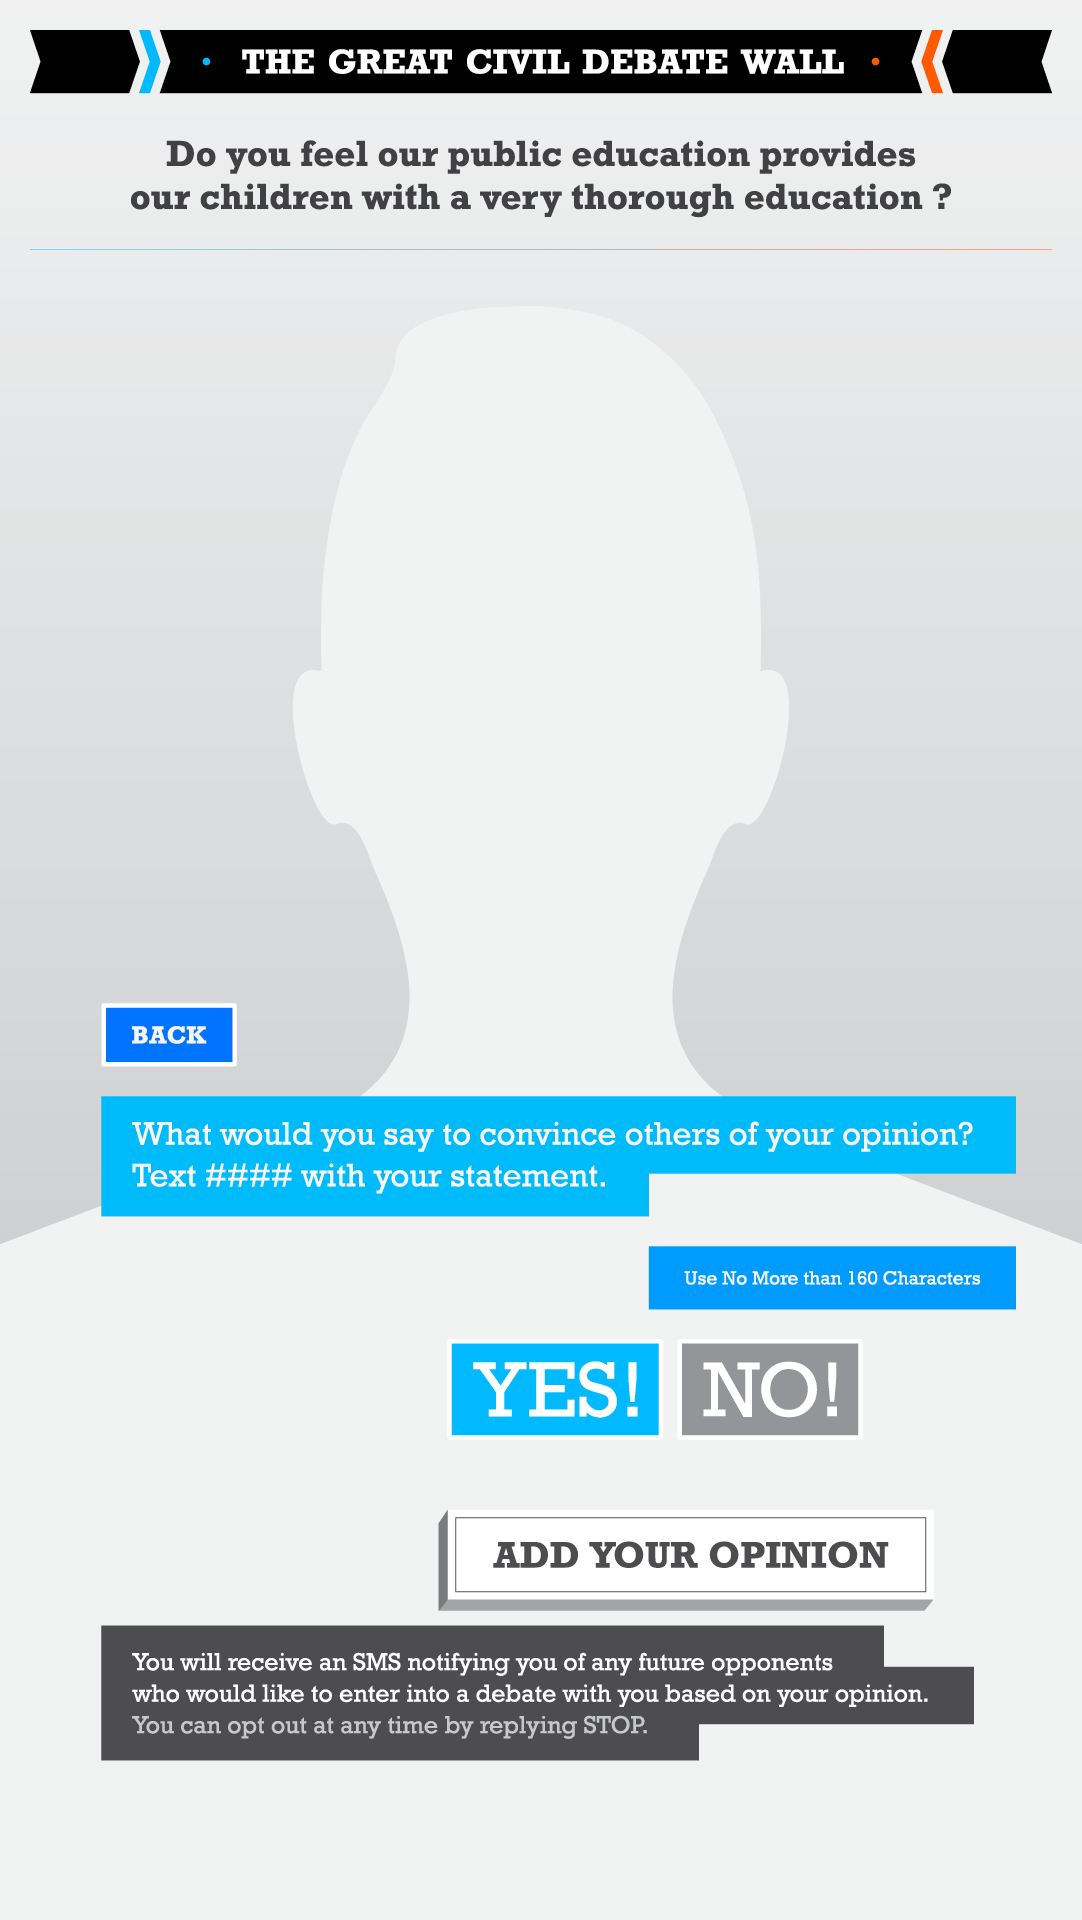 THE GREAT CIVIL DEBATE WALL
Do you feel our public education provides
our children with a very thorough education ?
BACK
What would you say to convince others of your opinion?
Text #### with your statement.
Use No More than 160 Characters
YES! NO!
ADD YOUR OPINION
You will receive an SMS notifying you of any future opponents
who would like to enter into a debate with you based on your opinion.
You can opt out at any time by replying STOP.